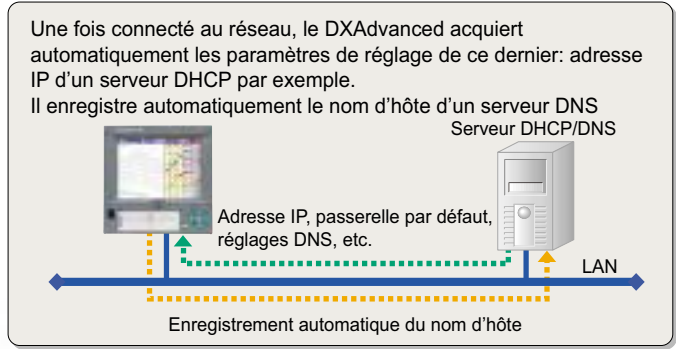 Une fois connecté au réseau, le DXAdvanced acquiert
automatiquement les paramètres de réglage de ce dernier: adresse
IP d'un serveur DHCP par exemple.
Il enregistre automatiquement le nom d'hôte d'un serveur DNS
Serveur DHCP/DNS
Adresse IP, passerelle par défaut,
réglages DNS, etc.
LAN
Enregistrement automatique du nom d'hôte